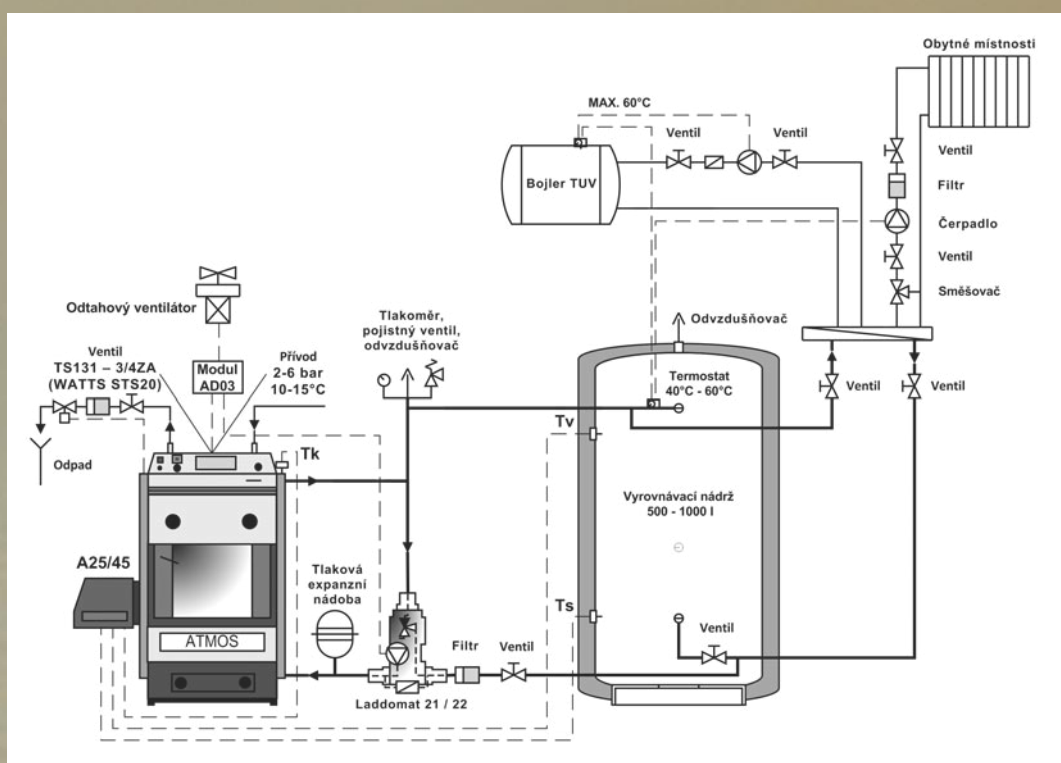 Obytné místnosti
MAX. 60°C
Ventil
Ventil
Ventil
Bojler TUV
Filtr
Čerpadlo
Ventil
Směšovač
Odtahový ventilátor
Tlakoměr,
pojistný ventil,
odvzdušňovač
Odvzdušňovač
Ventil
TS131 – 3/4ZA
(WATTS STS20)
Modul
AD03
Přívod
2-6 bar
10-15°C
Termostat
40°C - 60°C
Ventil
Ventil
Tv
Odpad
Tk
Vyrovnávací nádrž
500 - 1000 l
A25/45
Tlaková
expanzní
nádoba
Ts
Ventil
Filtr
Ventil
ATMOS
Laddomat 21 / 22